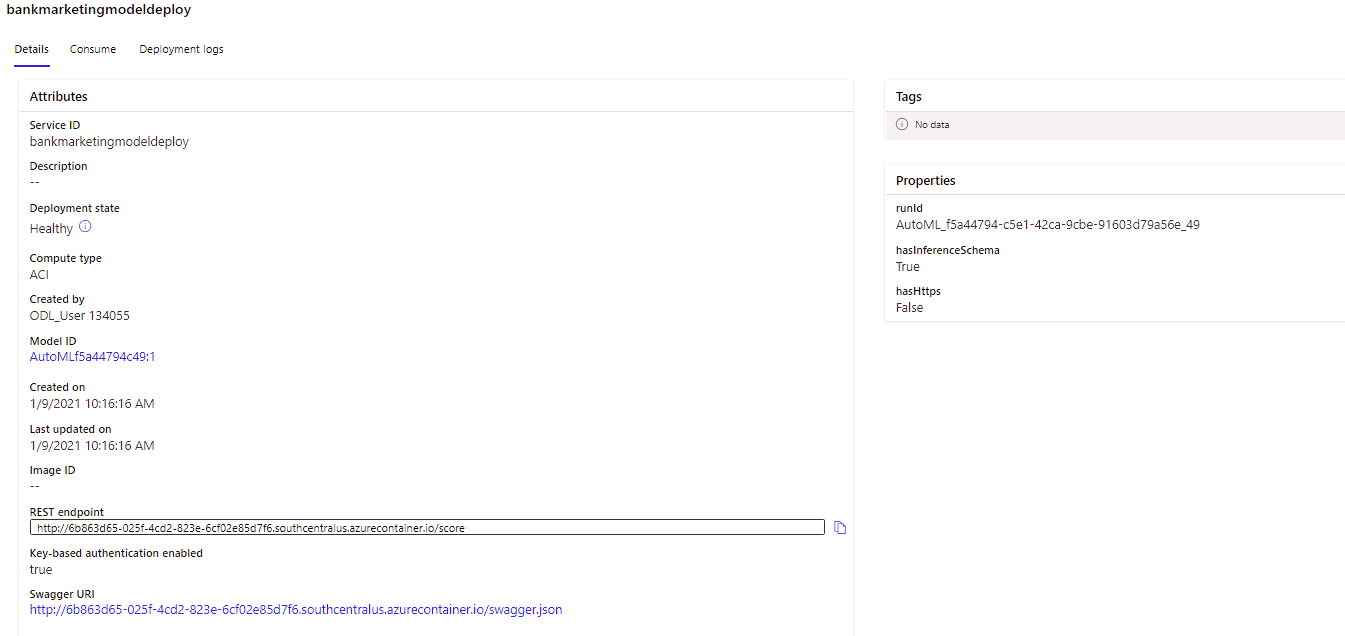 bankmarketingmodeldeploy
Details Consume Deployment logs
Attributes
Service ID
bankmarketingmodeldeploy
Description
--
Deployment state
Healthy
Compute type
ACI
Created by
ODL_User 134055
Model ID
AutoMLf5a44794c49:1
Created on
1/9/2021 10:16:16 AM
Last updated on
1/9/2021 10:16:16 AM
Image ID
--
REST endpoint
http://6b863d65-025f-4cd2-823e-6cf02e85d7f6.southcentralus.azurecontainer.io/score
Key-based authentication enabled
true
Swagger URI
http://6b863d65-025f-4cd2-823e-6cf02e85d7f6.southcentralus.azurecontainer.io/swagger.json
Tags
No data
Properties
runId
AutoML_f5a44794-c5e1-42ca-9cbe-91603d79a56e_49
hasInferenceSchema
True
hasHttps
False